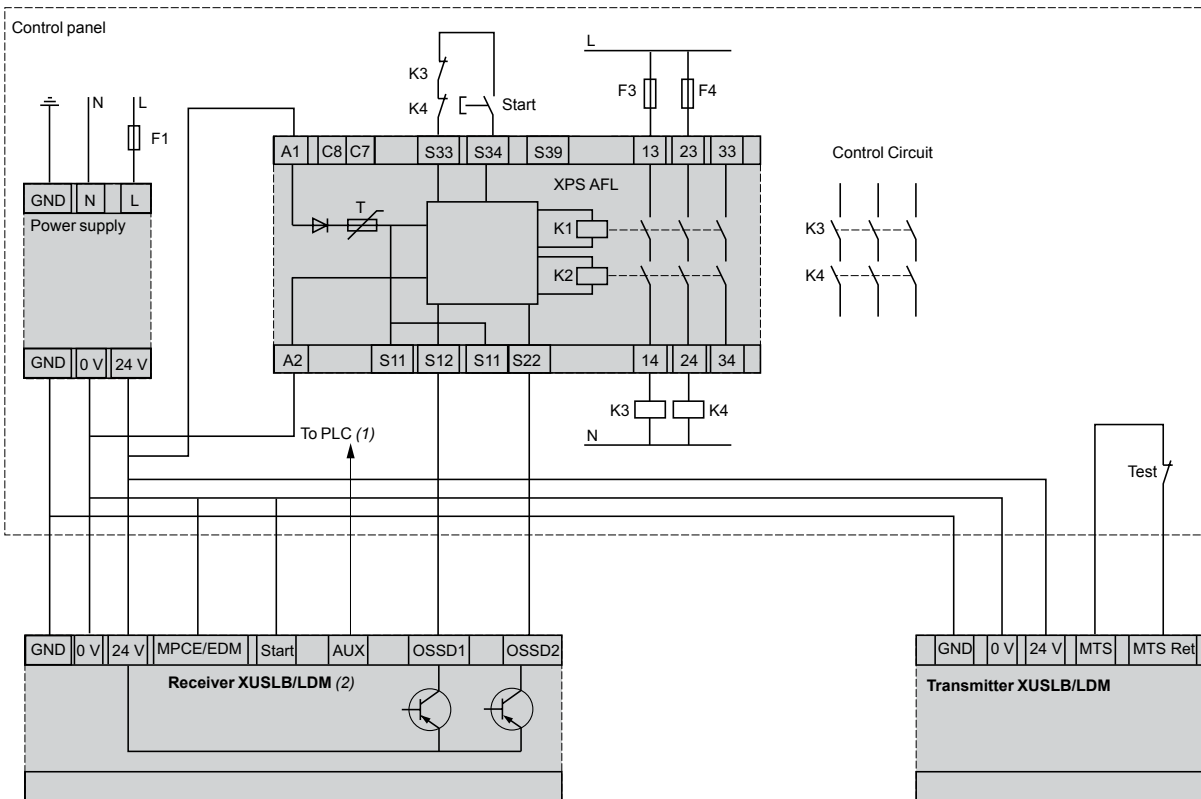 Control panel
L
K3
K4
Start
F3
F4
N
L
F1
A1
C8
C7
S33
S34
S39
13
23
33
Control Circuit
GND
N
L
XPS AFL
Power supply
T
K1
K3
K2
K4
GND
0 V
24 V
A2
S11
S12
S11
S22
14
24
34
K3
K4
To PLC (1)
N
Test
GND
0 V
24 V
MPCE/EDM
Start
AUX
OSSD1
OSSD2
GND
0 V
24 V
MTS
MTS Ret
Receiver XUSLB/LDM (2)
Transmitter XUSLB/LDM